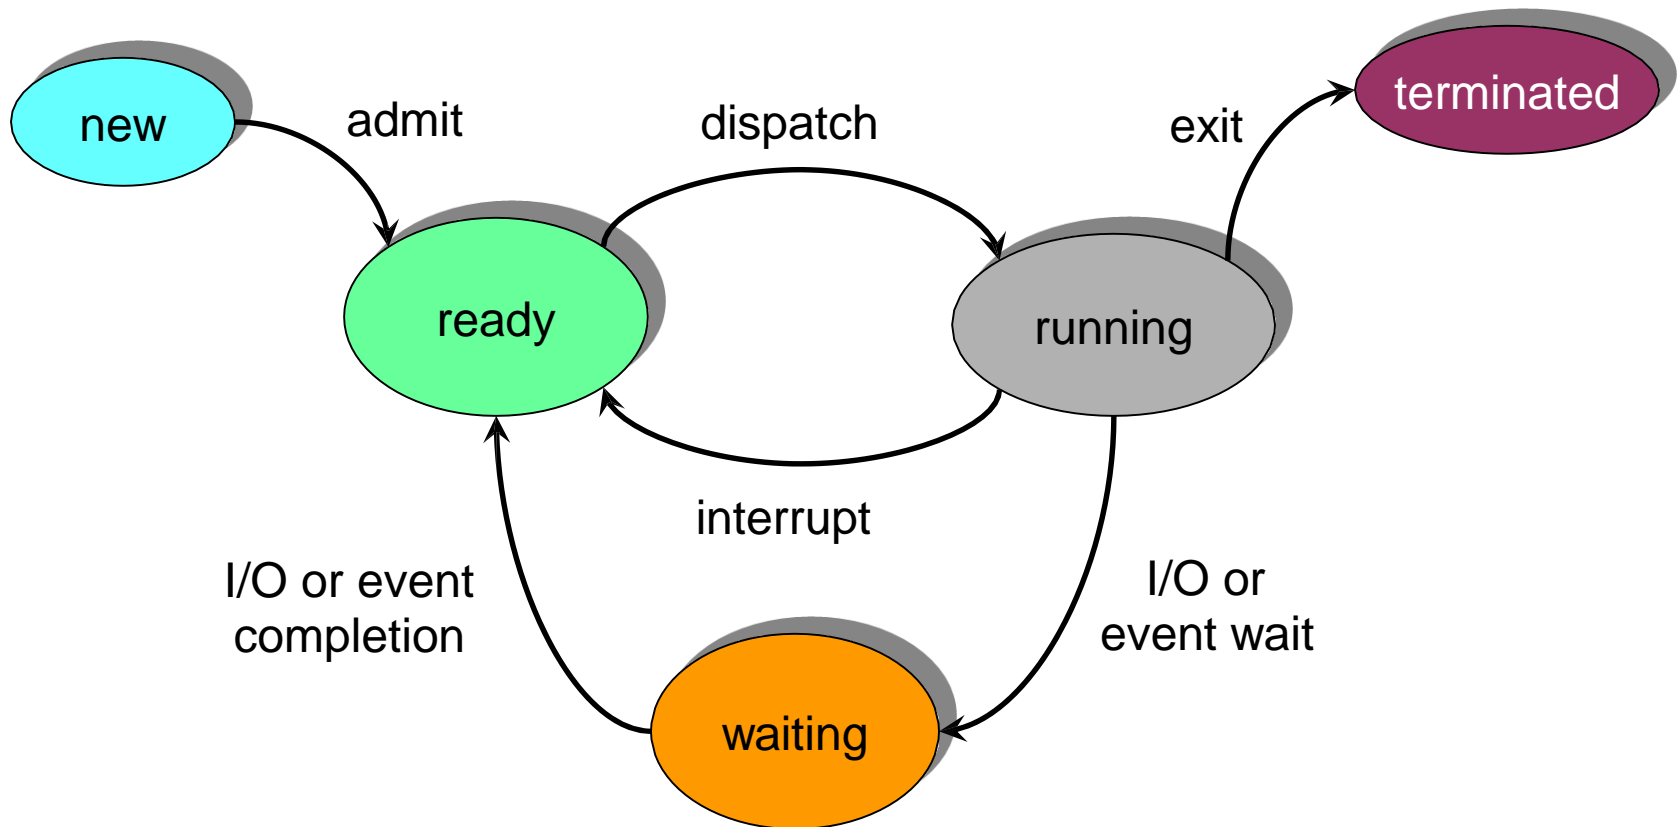 new
admit
dispatch
exit
terminated
ready
running
interrupt
I/O or event
completion
I/O or
event wait
waiting